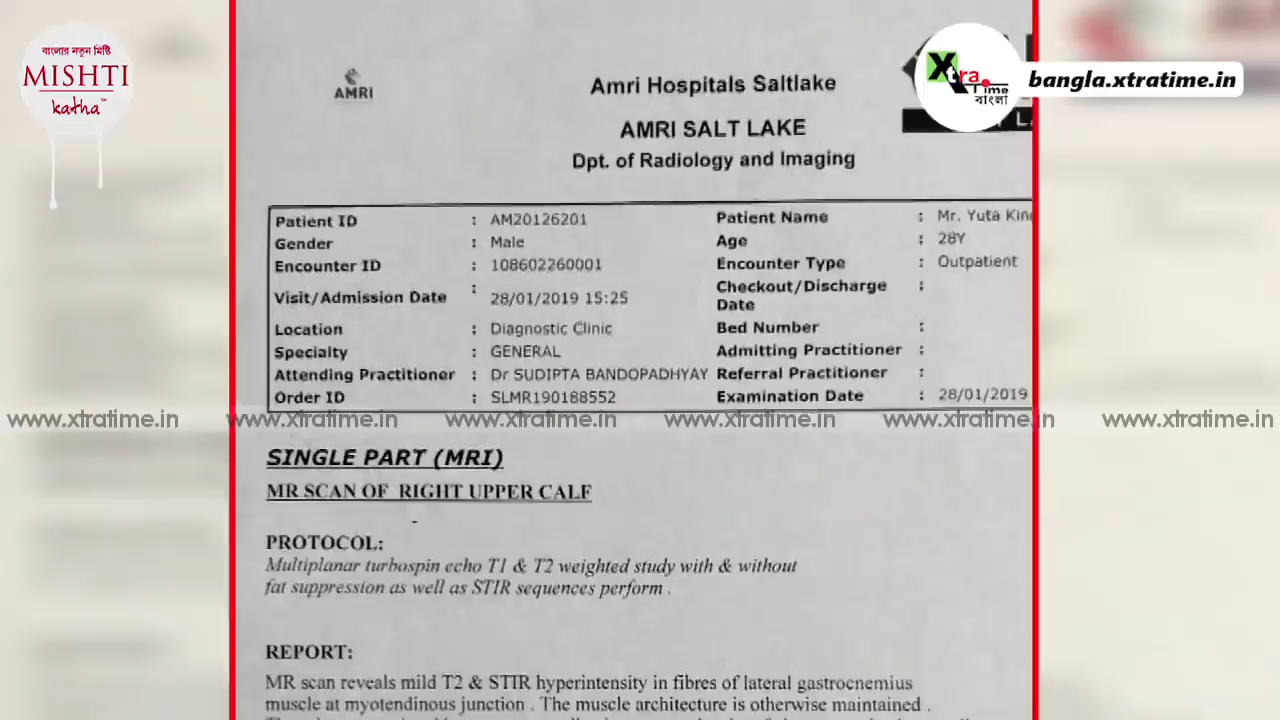 বাংলার নতুন মিষ্টি
MISHTI
katha™
Xtra
Time
বাংলা
bangla.xtratime.in
AMRI
Amri Hospitals Saltlake
AMRI SALT LAKE
Dpt. of Radiology and Imaging
Patient ID : AM20126201 Patient Name : Mr. Yuta
Gender : Male Age : 28Y
Encounter ID : 108602260001 Encounter Type : Outpatient
Visit/Admission Date : 28/01/2019 15:25 Checkout/Discharge Date :
Location : Diagnostic Clinic Bed Number :
Specialty : GENERAL Admitting Practitioner :
Attending Practitioner : Dr SUDIPTA BANDOPADHYAY Referral Practitioner :
Order ID : SLMR190188552 Examination Date : 28/01/2019
www.xtratime.in www.xtratime.in www.xtratime.in www.xtratime.in www.xtratime.in www.xtratime.in
SINGLE PART (MRI)
MR SCAN OF RIGHT UPPER CALF
PROTOCOL:
Multiplanar turbospin echo T1 & T2 weighted study with & without
fat suppression as well as STIR sequences perform .
REPORT:
MR scan reveals mild T2 & STIR hyperintensity in fibres of lateral gastrocnemius
muscle at myotendinous junction . The muscle architecture is otherwise maintained .